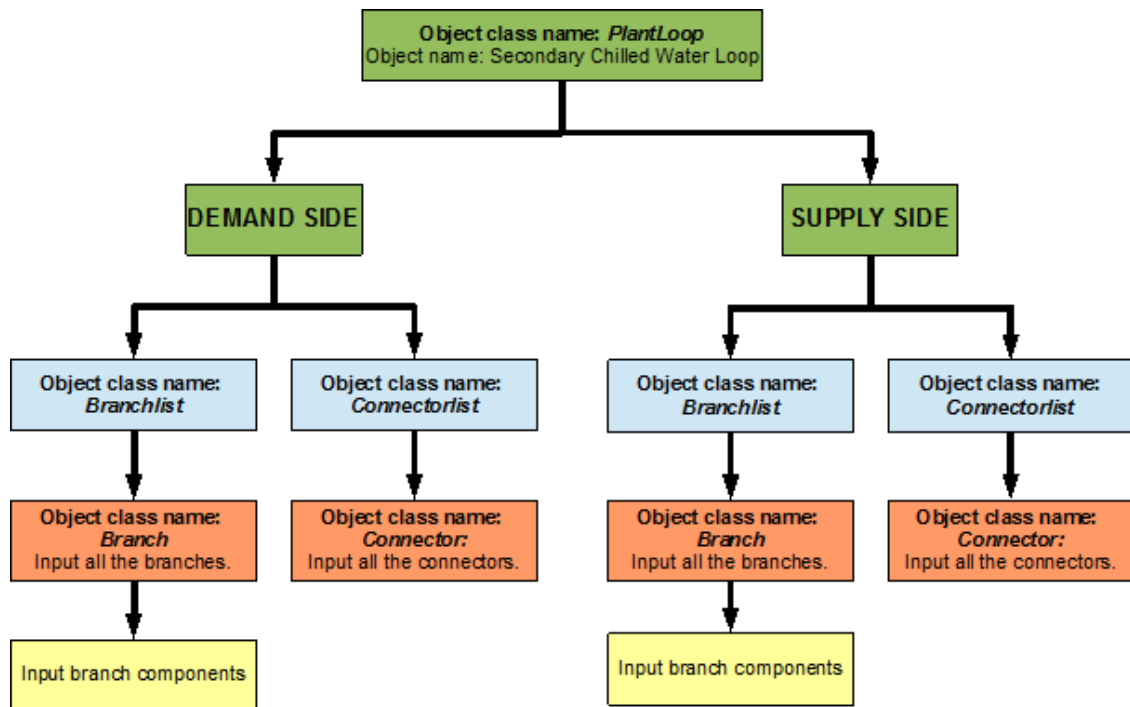 Object class name: PlantLoop
Object name: Secondary Chilled Water Loop
DEMAND SIDE
SUPPLY SIDE
Object class name:
Branchlist
Object class name:
Connectorlist
Object class name:
Branchlist
Object class name:
Connectorlist
Object class name:
Branch
Input all the branches.
Object class name:
Connector:
Input all the connectors.
Object class name:
Branch
Input all the branches.
Object class name:
Connector:
Input all the connectors.
Input branch components
Input branch components